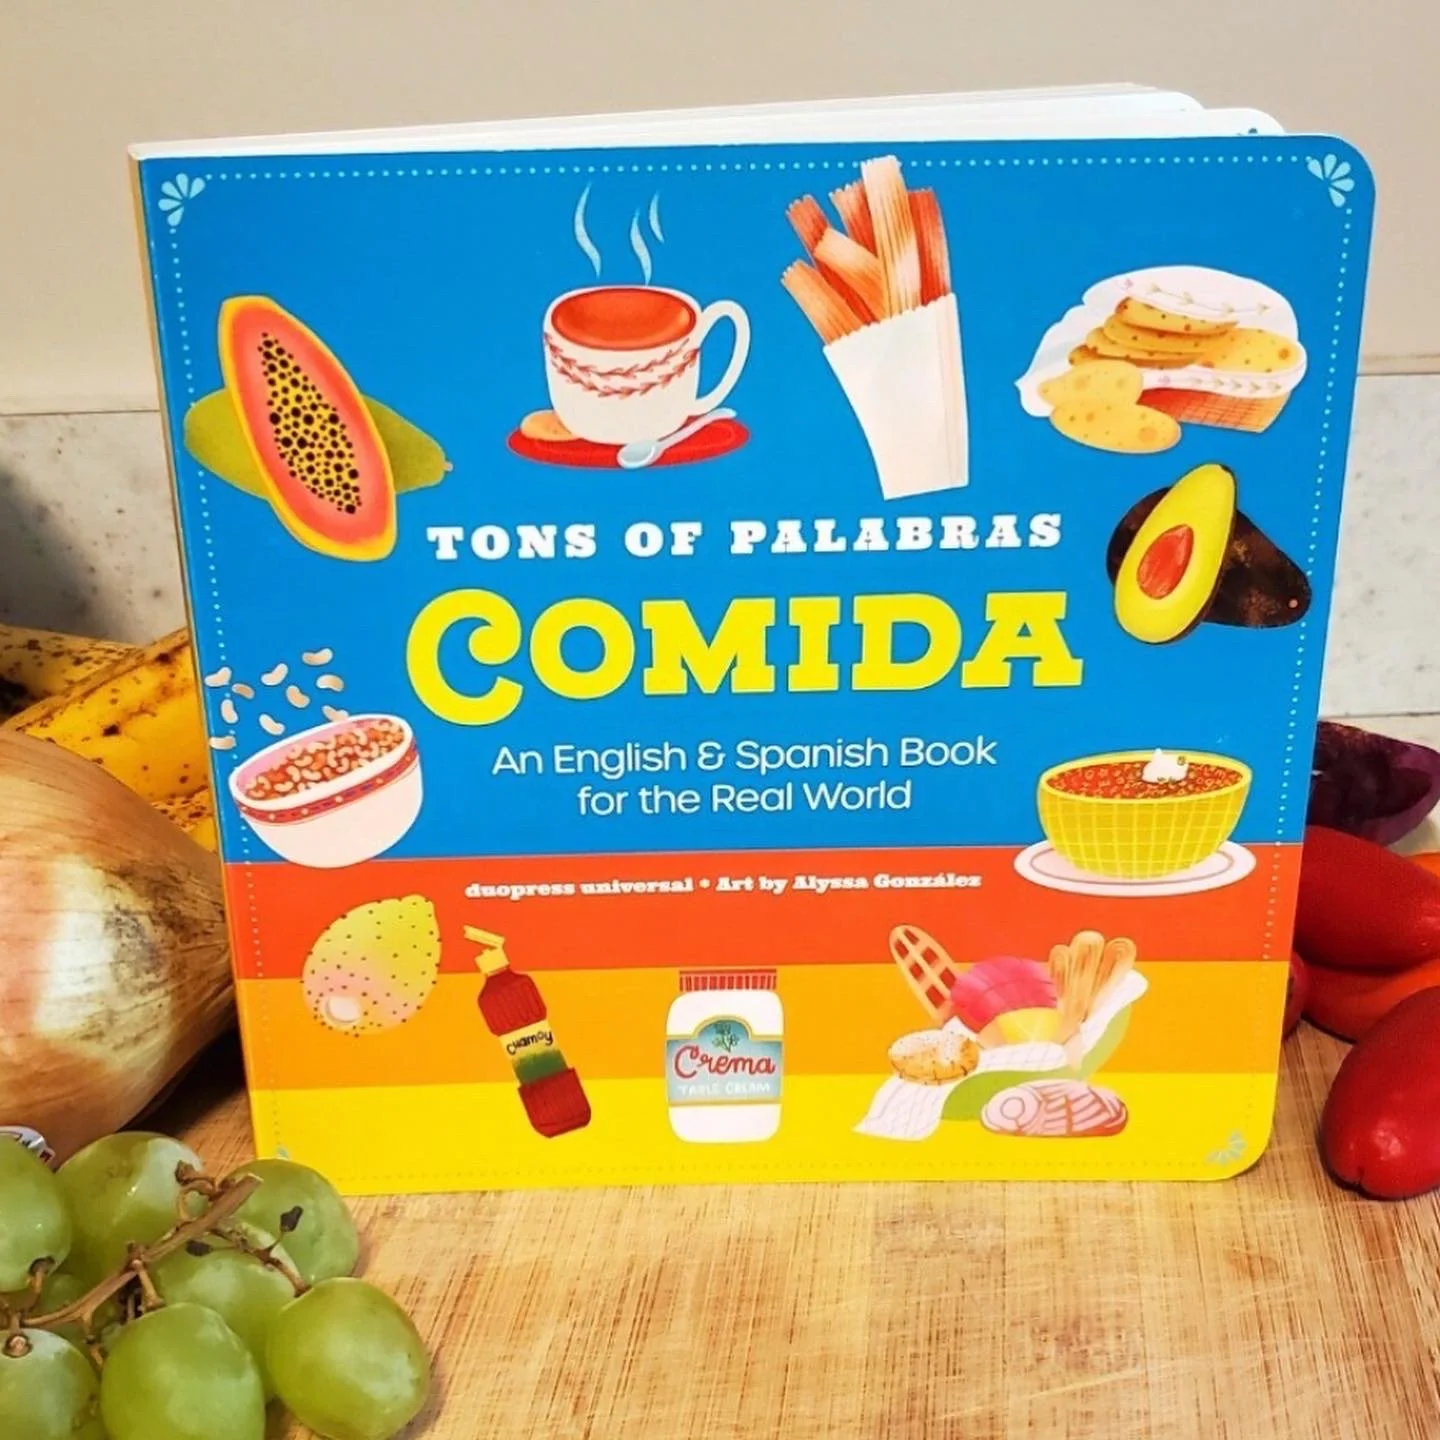 TONS OF PALABRAS
COMIDA
An English & Spanish Book
for the Real World
duopress universal • Art by Alyssa González
CHAMOY
Crema
TABLE CREAM